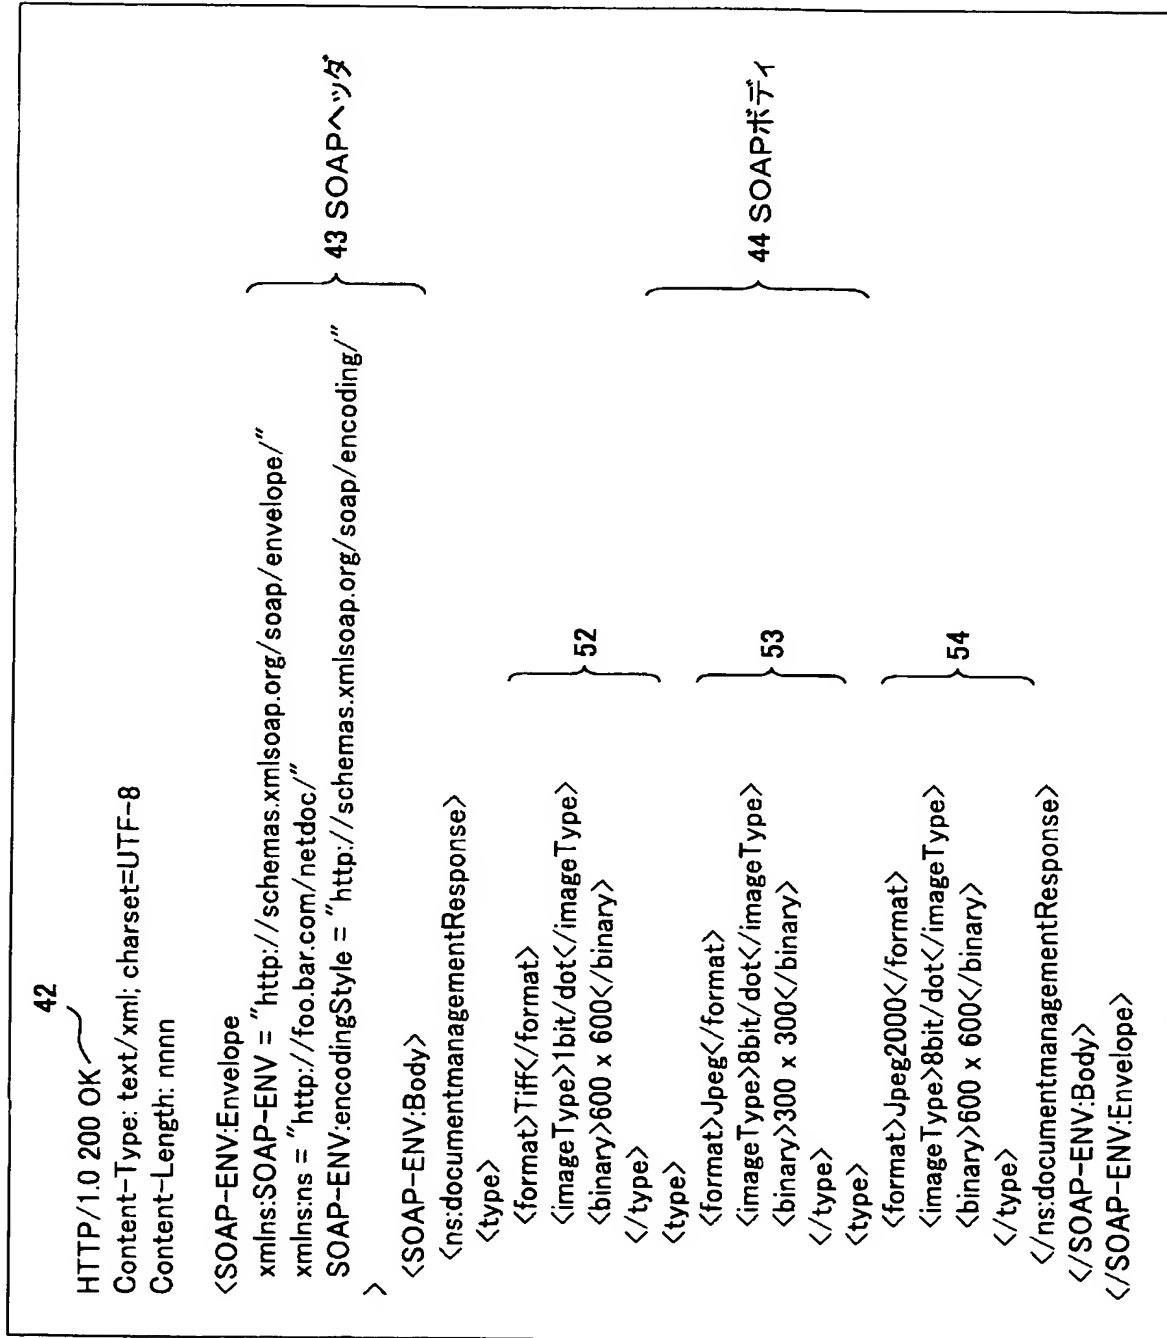 42
HTTP/1.0 200 OK
Content-Type: text/xml; charset=UTF-8
Content-Length: nnnn
<SOAP-ENV:Envelope
xmlns:SOAP-ENV = "http://schemas.xmlsoap.org/soap/envelope/"
xmlns:ns = "http://foo.bar.com/netdoc/"
SOAP-ENV:encodingStyle = "http://schemas.xmlsoap.org/soap/encoding/"
>
43 SOAPヘッダ
<SOAP-ENV:Body>
<ns:documentmanagementResponse>
<type>
<format>Tiff</format>
<imageType>1bit/dot</imageType>
<binary>600 x 600</binary>
</type>
52
<type>
<format>Jpeg</format>
<imageType>8bit/dot</imageType>
<binary>300 x 300</binary>
</type>
53
<type>
<format>Jpeg2000</format>
<imageType>8bit/dot</imageType>
<binary>600 x 600</binary>
</type>
54
</ns:documentmanagementResponse>
</SOAP-ENV:Body>
</SOAP-ENV:Envelope>
44 SOAPボディ